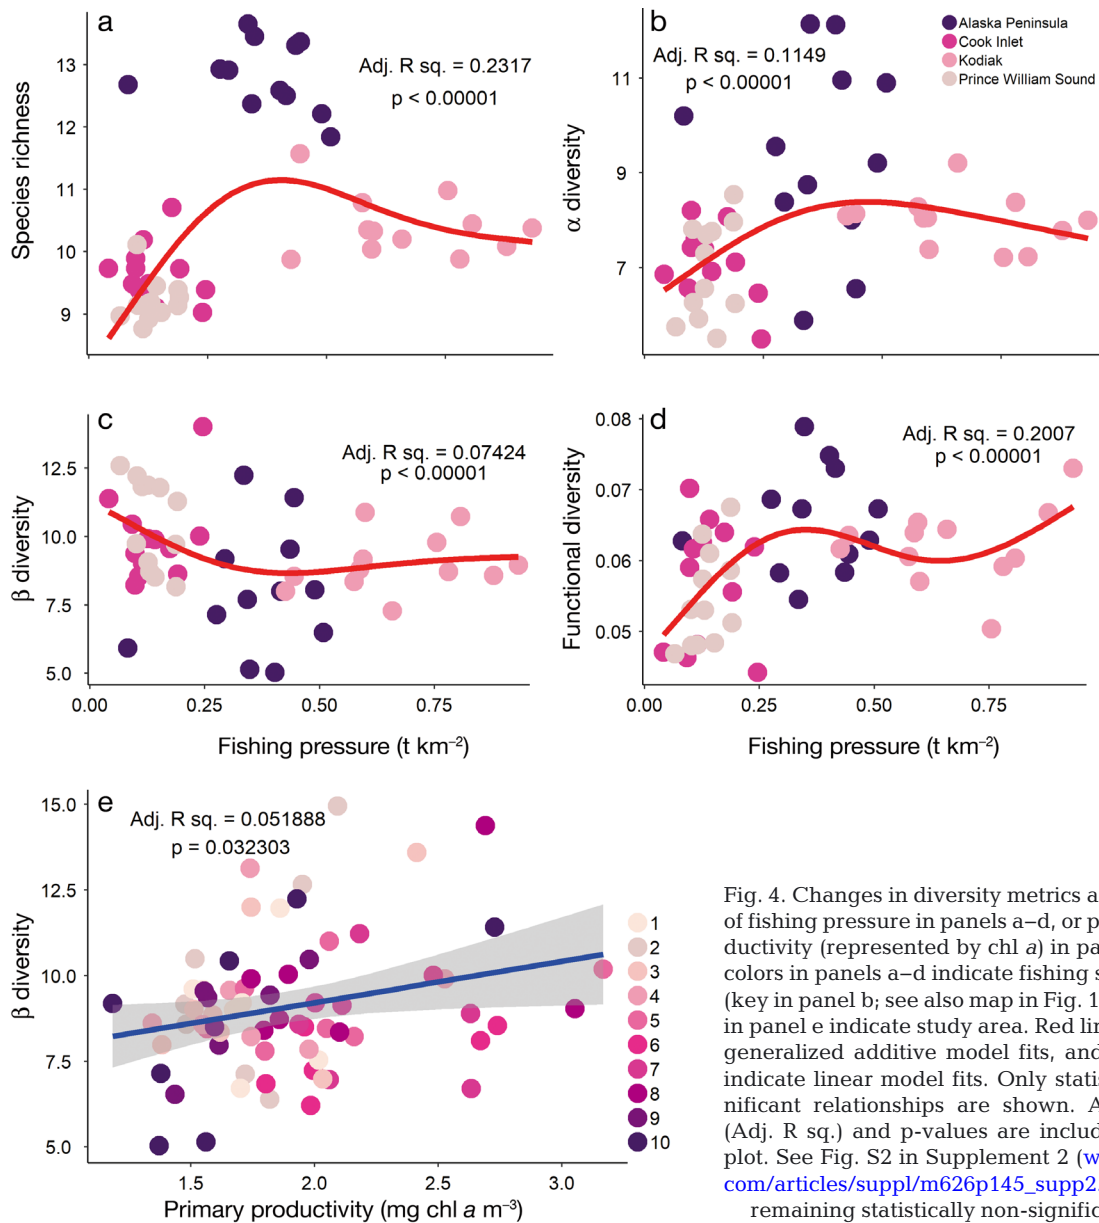 a
Species richness
13
12
11
10
9
Adj. R sq. = 0.2317
p < 0.00001
b
α diversity
11
9
7
Adj. R sq. = 0.1149
p < 0.00001
Alaska Peninsula
Cook Inlet
Kodiak
Prince William Sound
c
β diversity
12.5
10.0
7.5
5.0
Adj. R sq. = 0.07424
p < 0.00001
0.00 0.25 0.50 0.75
Fishing pressure (t km–2)
d
Functional diversity
0.08
0.07
0.06
0.05
Adj. R sq. = 0.2007
p < 0.00001
0.00 0.25 0.50 0.75
Fishing pressure (t km–2)
e
β diversity
15.0
12.5
10.0
7.5
5.0
Adj. R sq. = 0.051888
p = 0.032303
1.5 2.0 2.5 3.0
Primary productivity (mg chl a m–3)
1
2
3
4
5
6
7
8
9
10
Fig. 4. Changes in diversity metrics a
of fishing pressure in panels a–d, or p
ductivity (represented by chl a) in pa
colors in panels a–d indicate fishing s
(key in panel b; see also map in Fig. 1
in panel e indicate study area. Red lin
generalized additive model fits, and
indicate linear model fits. Only statis
nificant relationships are shown. A
(Adj. R sq.) and p-values are includ
plot. See Fig. S2 in Supplement 2 (w
com/articles/suppl/m626p145_supp2.
remaining statistically non-signific